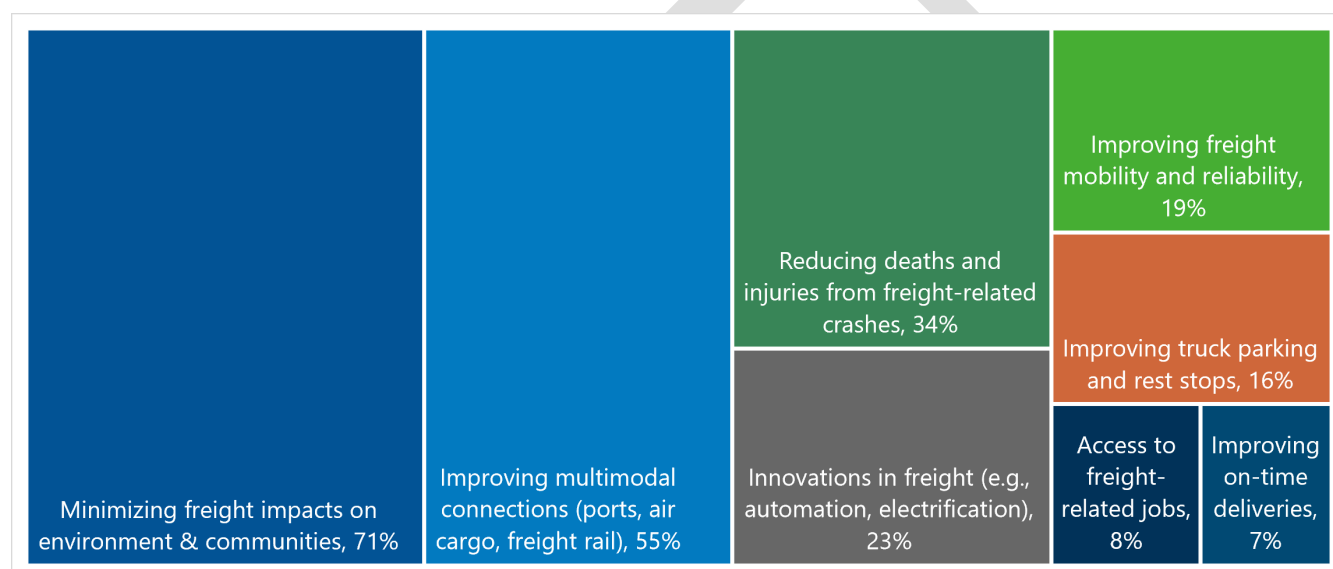 Minimizing freight impacts on
environment & communities, 71%
Improving multimodal
connections (ports, air
cargo, freight rail), 55%
Reducing deaths and
injuries from freight-related
crashes, 34%
Innovations in freight (e.g.,
automation, electrification),
23%
Improving freight
mobility and reliability,
19%
Improving truck parking
and rest stops, 16%
Access to
freight-
related jobs,
8%
Improving
on-time
deliveries,
7%